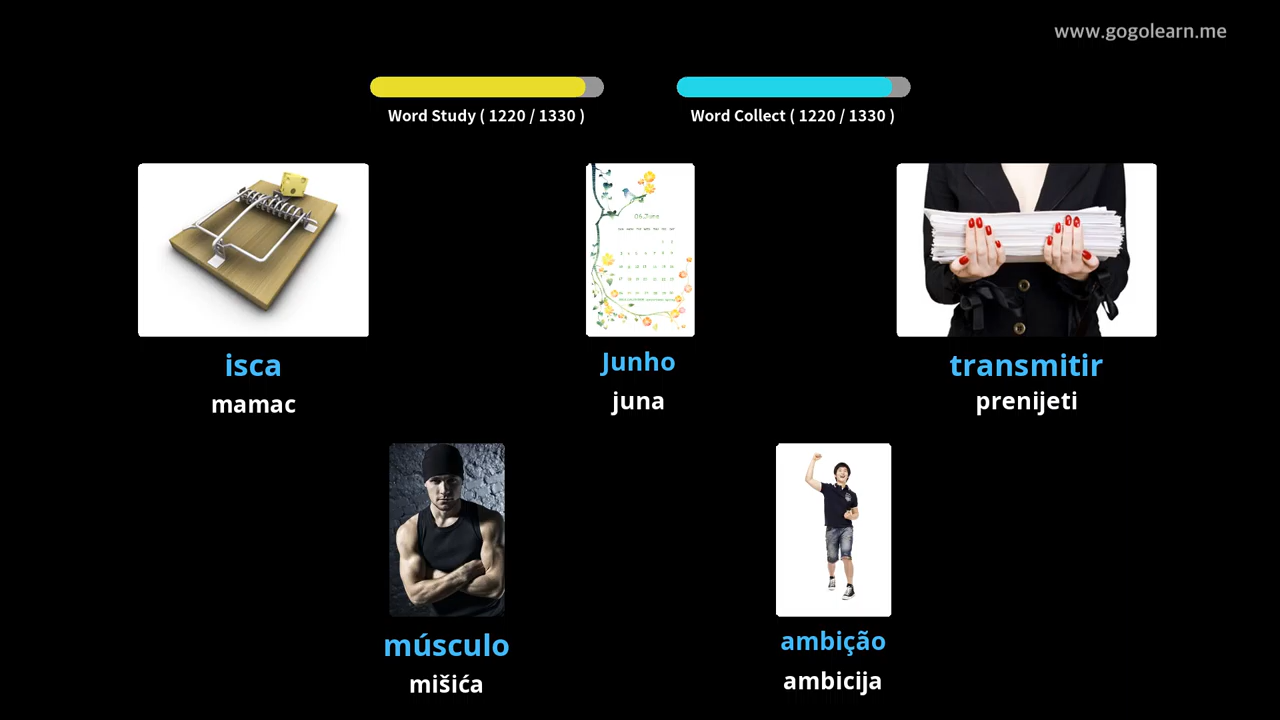 www.gogolearn.me
Word Study ( 1220 / 1330 )
Word Collect ( 1220 / 1330 )
isca
mamac
Junho
juna
transmitir
prenijeti
músculo
mišića
ambição
ambicija